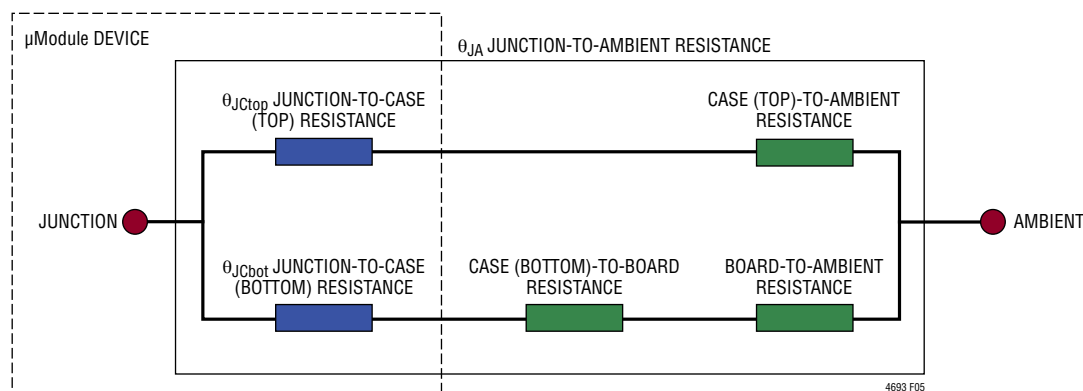 µModule DEVICE
θJA JUNCTION-TO-AMBIENT RESISTANCE
θJCtop JUNCTION-TO-CASE
(TOP) RESISTANCE
CASE (TOP)-TO-AMBIENT
RESISTANCE
JUNCTION
AMBIENT
θJCbot JUNCTION-TO-CASE
(BOTTOM) RESISTANCE
CASE (BOTTOM)-TO-BOARD
RESISTANCE
BOARD-TO-AMBIENT
RESISTANCE
4693 F05